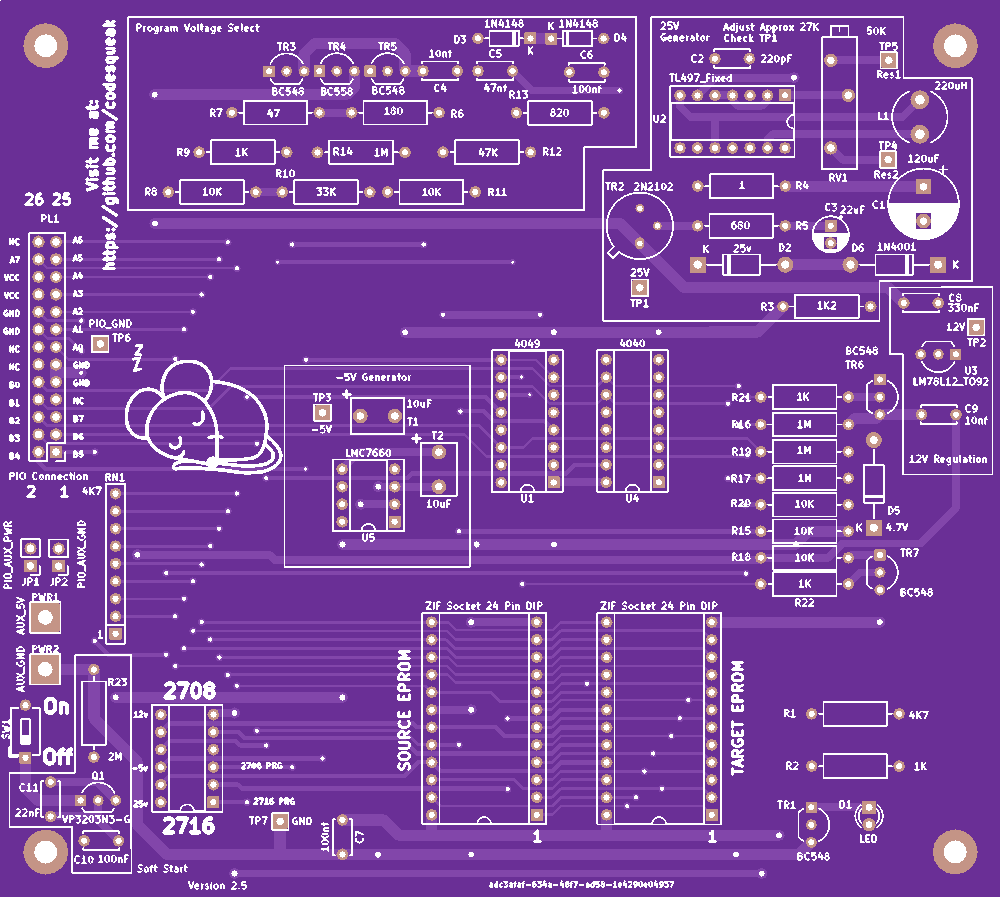 Program Voltage Select
TR3
TR4
TR5
BC548
BC558
BC548
10nf
C4
D3
1N4148
K
K
1N4148
D4
C5
47nf
C6
100nf
R13
R7
47
180
R6
820
R9
1K
R14
1M
47K
R12
R10
R8
10K
33K
10K
R11
25V
Generator
Adjust Approx 27K
Check TP1
50K
C2
220pF
TL497_Fixed
U2
RV1
TP5
Res1
220uH
L1
TP4
Res2
120uF
C1
TR2 2N2102
1
R4
680
R5
C3
22uF
K
25v
D2
D6
1N4001
K
25V
TP1
R3
1K2
C8
330nF
12V
TP2
U3
LM78L12_TO92
C9
10nf
12V Regulation
Visit me at:
https://github.com/codesqueak
26 25
PL1
NC
A6
A7
A5
VCC
A4
VCC
A3
GND
A2
GND
A1
NC
A0
NC
GND
B0
GND
B1
NC
B2
B7
B3
B6
B4
B5
PIO_GND
TP6
Z
Z
PIO Connection
2 1
-5V Generator
TP3
-5V
10uF
T1
T2
10uF
LMC7660
U5
4049
U1
4040
U4
BC548
TR6
R21
1K
R16
1M
R19
1M
R17
1M
R20
10K
R15
10K
R18
10K
1K
R22
D5
K
4.7V
TR7
BC548
RN1
4K7
1
PIO_AUX_PWR
PIO_AUX_GND
JP1
JP2
PWR1
AUX_5V
PWR2
AUX_GND
SW1
On
Off
R23
2M
C11
22nF
Q1
VP3203N3-G
C10 100nF
Soft Start
2708
12v
-5v
25v
2708 PRG
2716 PRG
2716
TP7
GND
100nf
C7
ZIF Socket 24 Pin DIP
SOURCE EPROM
1
ZIF Socket 24 Pin DIP
TARGET EPROM
1
R1
4K7
R2
1K
TR1
BC548
D1
LED
Version 2.5